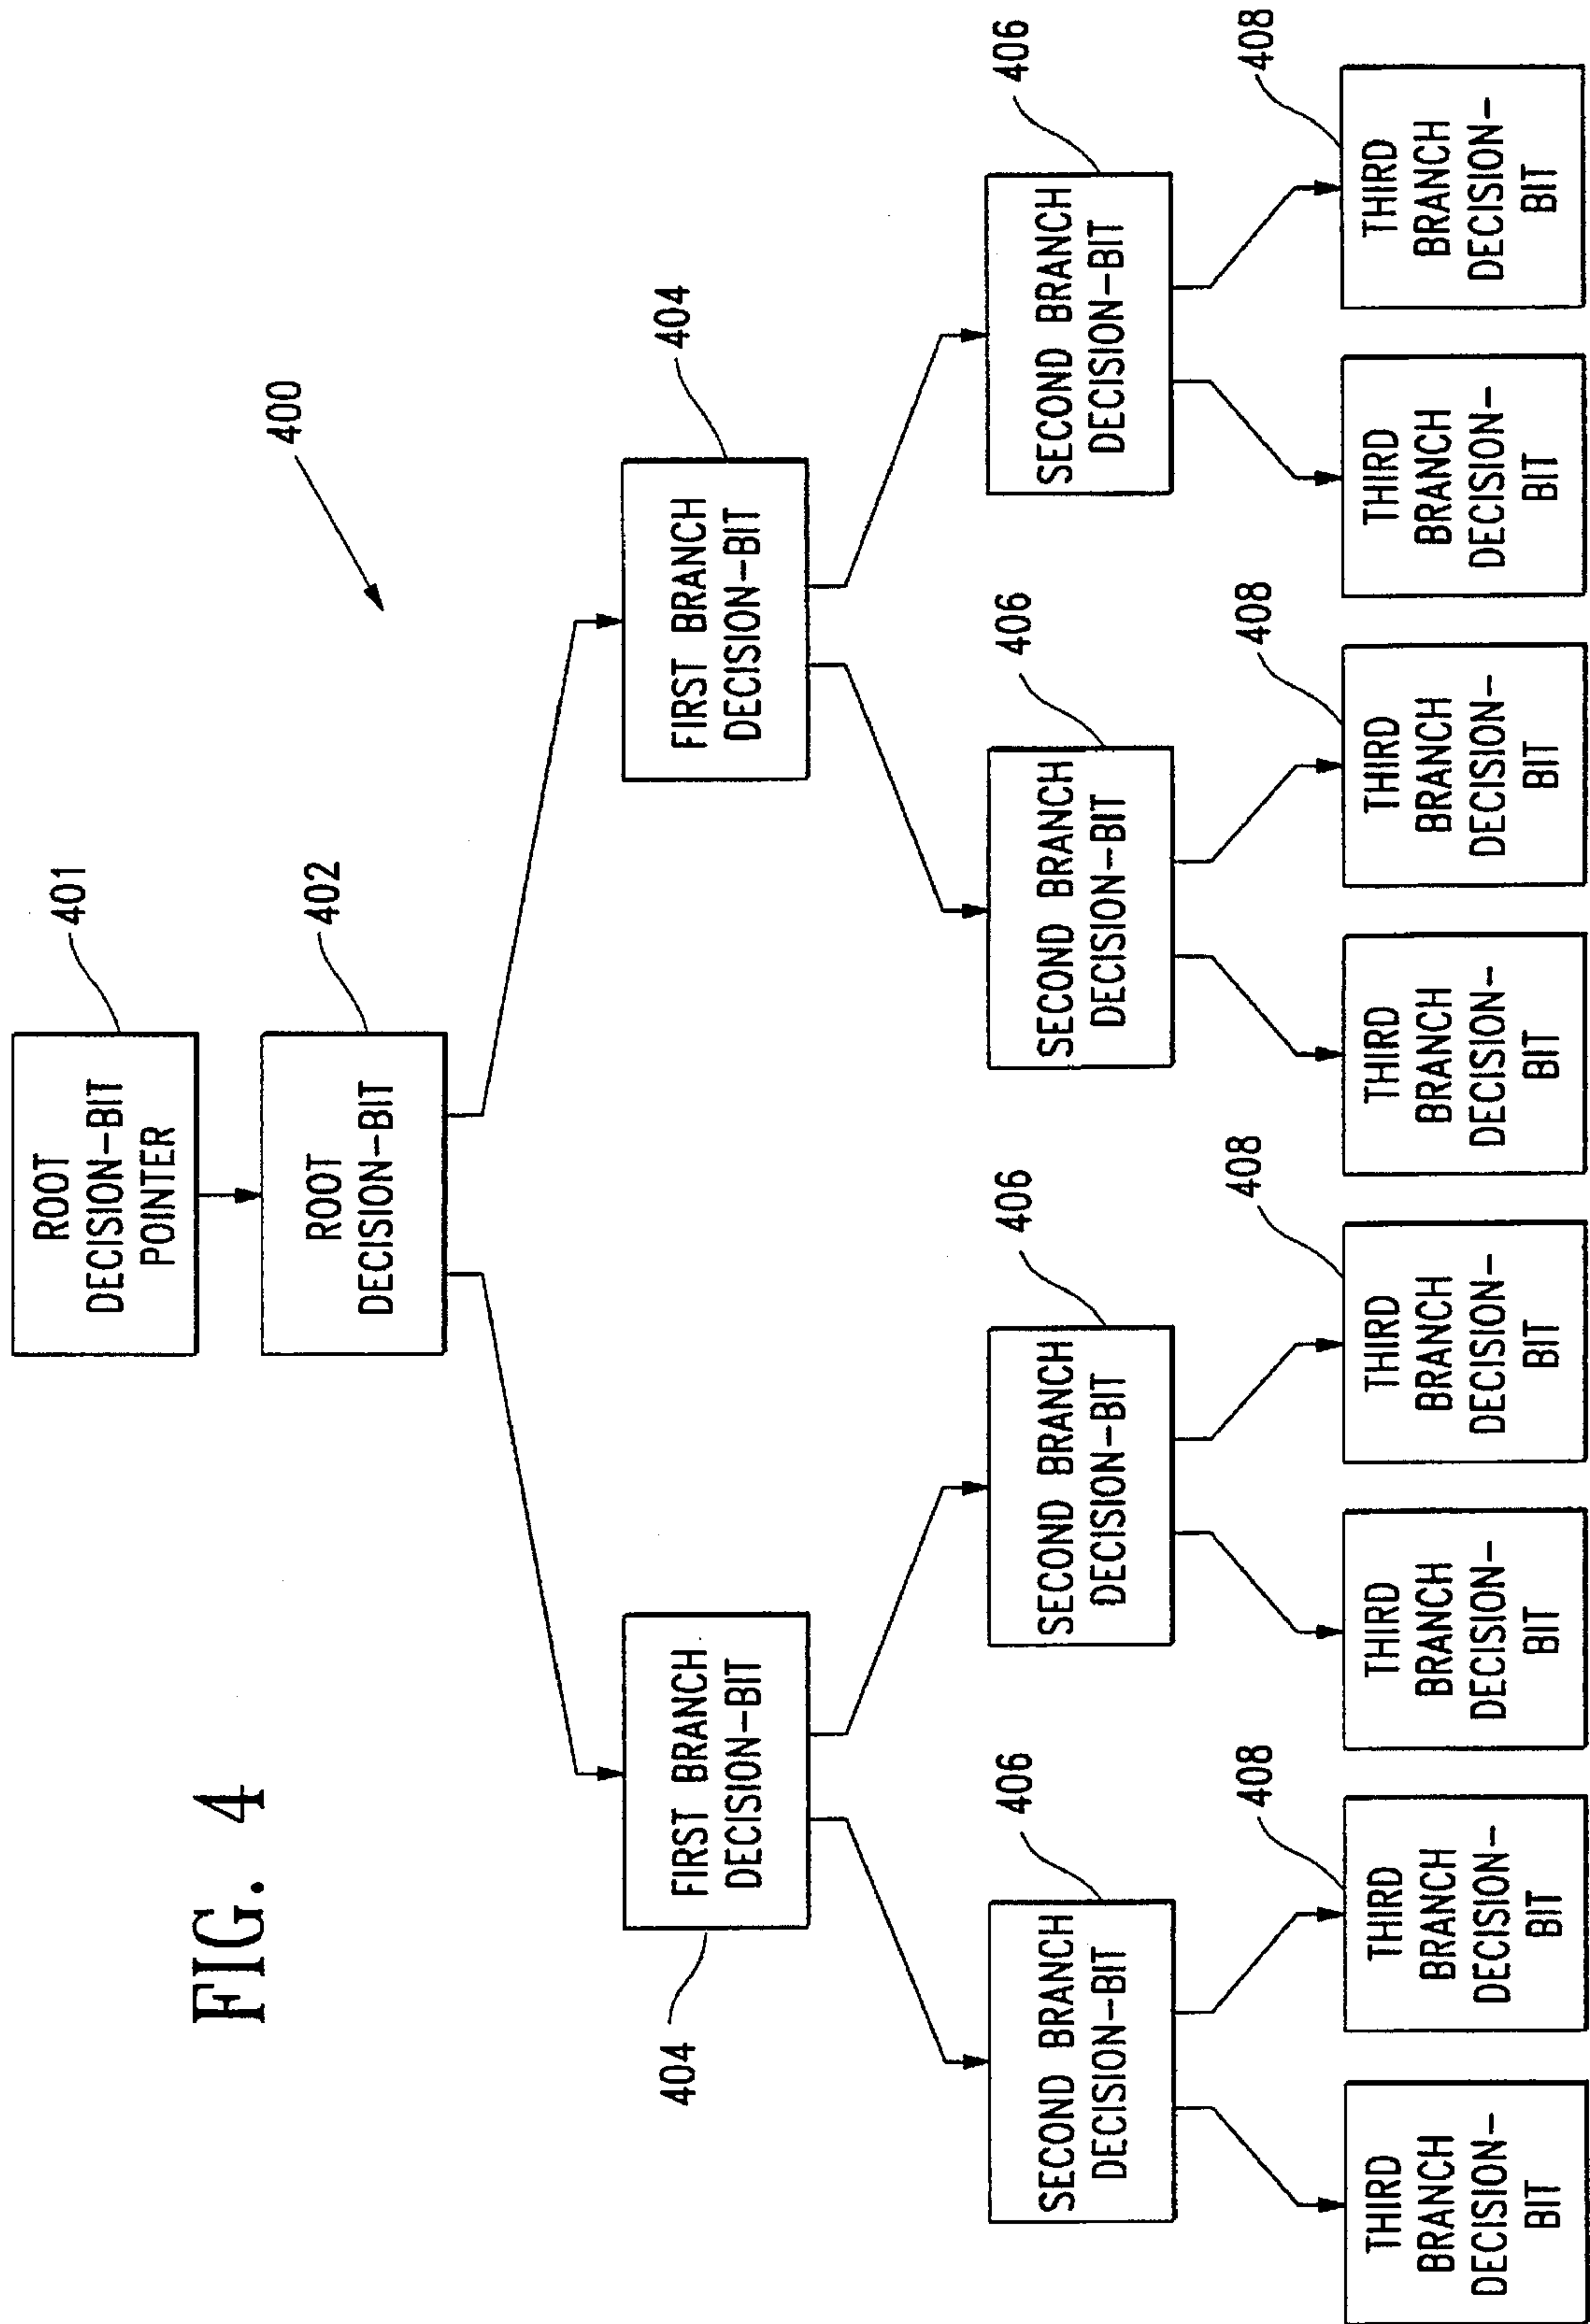 FIG. 4
ROOT
DECISION-BIT
POINTER
401
ROOT
DECISION-BIT
402
400
FIRST BRANCH
DECISION-BIT
404
FIRST BRANCH
DECISION-BIT
404
SECOND BRANCH
DECISION-BIT
406
SECOND BRANCH
DECISION-BIT
406
SECOND BRANCH
DECISION-BIT
406
SECOND BRANCH
DECISION-BIT
406
THIRD
BRANCH
DECISION-
BIT
THIRD
BRANCH
DECISION-
BIT
408
THIRD
BRANCH
DECISION-
BIT
THIRD
BRANCH
DECISION-
BIT
408
THIRD
BRANCH
DECISION-
BIT
THIRD
BRANCH
DECISION-
BIT
408
THIRD
BRANCH
DECISION-
BIT
THIRD
BRANCH
DECISION-
BIT
408